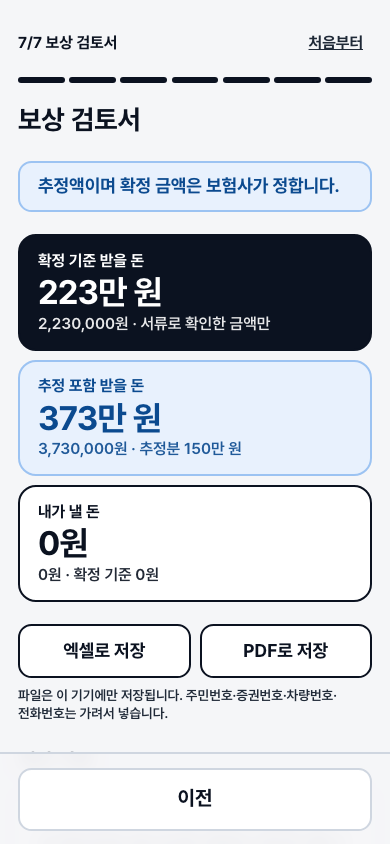 7/7 보상 검토서
처음부터
보상 검토서
추정액이며 확정 금액은 보험사가 정합니다.
확정 기준 받을 돈
223만 원
2,230,000원 · 서류로 확인한 금액만
추정 포함 받을 돈
373만 원
3,730,000원 · 추정분 150만 원
내가 낼 돈
0원
0원 · 확정 기준 0원
엑셀로 저장
PDF로 저장
파일은 이 기기에만 저장됩니다. 주민번호·증권번호·차량번호·
전화번호는 가려서 넣습니다.
이전